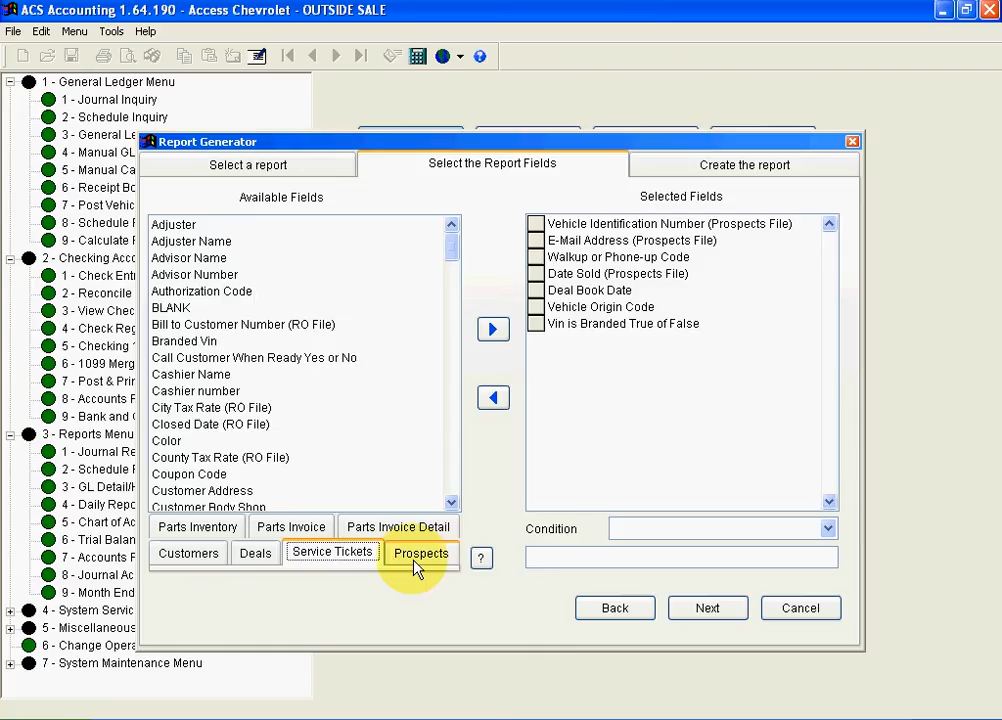 ACS Accounting 1.64.190 - Access Chevrolet - OUTSIDE SALE
File Edit Menu Tools Help
1 - General Ledger Menu
1 - Journal Inquiry
2 - Schedule Inquiry
3 - General Le
4 - Manual GL
5 - Manual Ca
6 - Receipt Bo
7 - Post Vehic
8 - Schedule F
9 - Calculate F
2 - Checking Acco
1 - Check Entr
2 - Reconcile
3 - View Chec
4 - Check Reg
5 - Checking
6 - 1099 Merg
7 - Post & Prin
8 - Accounts F
9 - Bank and
3 - Reports Menu
1 - Journal Re
2 - Schedule F
3 - GL Detail/H
4 - Daily Repo
5 - Chart of Ac
6 - Trial Balan
7 - Accounts F
8 - Journal Ac
9 - Month End
4 - System Servic
5 - Miscellaneous
6 - Change Opera
7 - System Maintenance Menu
Report Generator
Select a report
Select the Report Fields
Create the report
Available Fields
Adjuster
Adjuster Name
Advisor Name
Advisor Number
Authorization Code
BLANK
Bill to Customer Number (RO File)
Branded Vin
Call Customer When Ready Yes or No
Cashier Name
Cashier number
City Tax Rate (RO File)
Closed Date (RO File)
Color
County Tax Rate (RO File)
Coupon Code
Customer Address
Customer Body Shop
Parts Inventory Parts Invoice Parts Invoice Detail
Customers Deals Service Tickets Prospects ?
Selected Fields
Vehicle Identification Number (Prospects File)
E-Mail Address (Prospects File)
Walkup or Phone-up Code
Date Sold (Prospects File)
Deal Book Date
Vehicle Origin Code
Vin is Branded True of False
Condition
Back Next Cancel